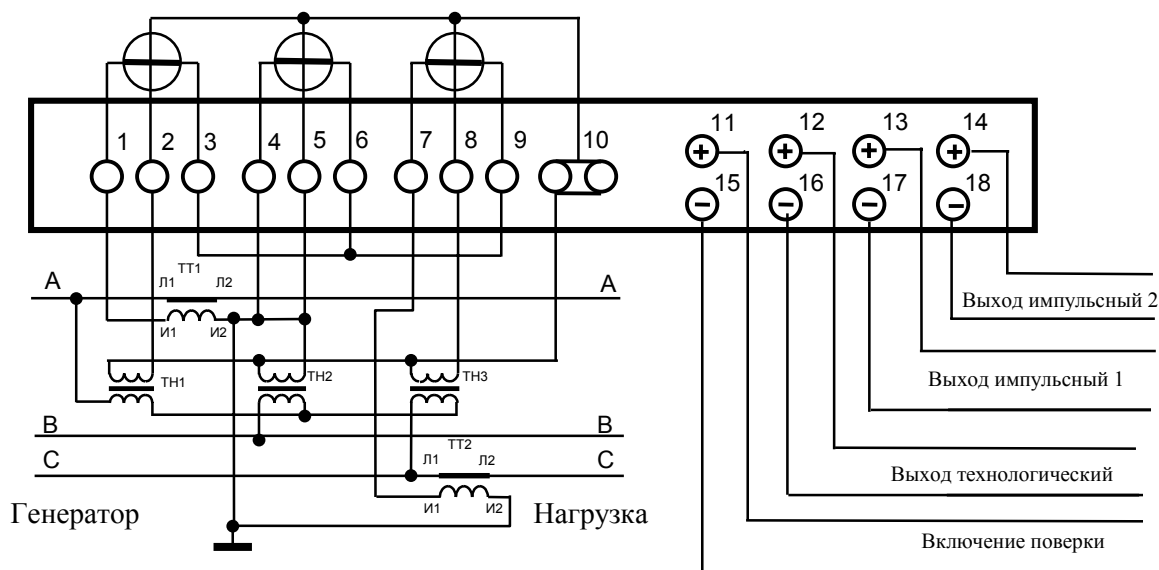 1 2 3 4 5 6 7 8 9 10 11 12 13 14
15 16 17 18
+ + + +
− − − −
A ТТ1 A
Л1 Л2
И1 И2
Выход импульсный 2
ТН1 ТН2 ТН3
Выход импульсный 1
B ТТ2 B
C Л1 Л2 C
И1 И2
Выход технологический
Генератор Нагрузка
Включение поверки